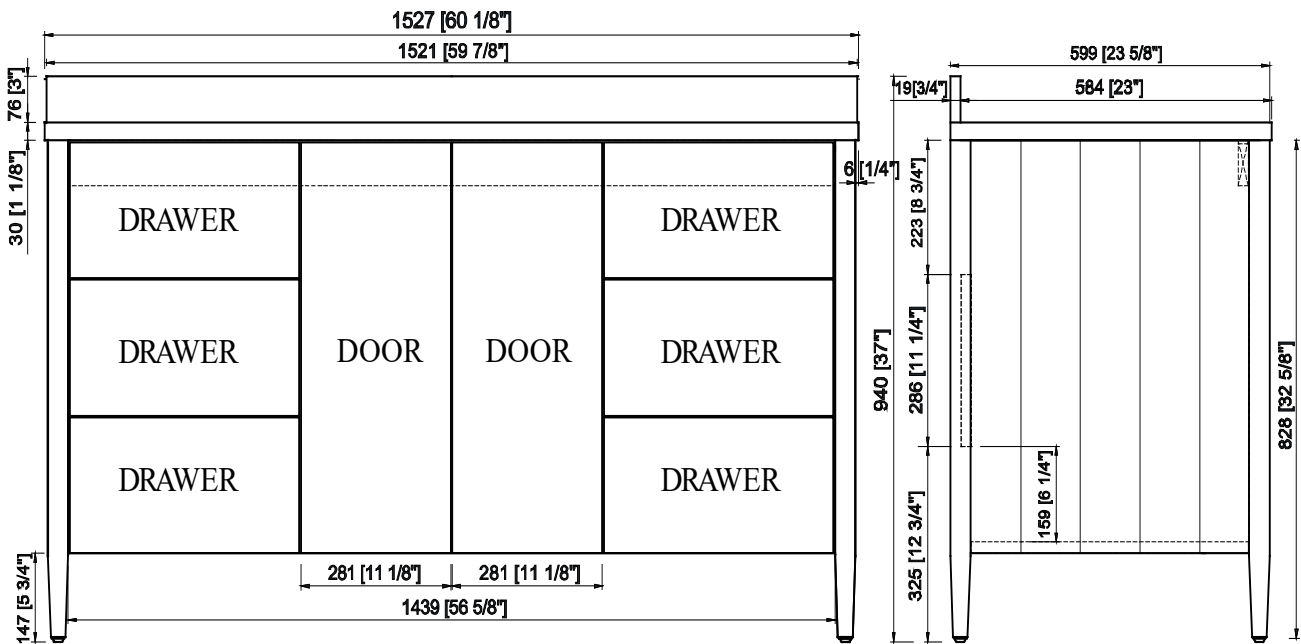 1527 [60 1/8"]
1521 [59 7/8"]
76 [3"]
30 [1 1/8"]
6 [1/4"]
DRAWER
DRAWER
DRAWER
DOOR
DOOR
DRAWER
DRAWER
DRAWER
147 [5 3/4"]
281 [11 1/8"]
281 [11 1/8"]
1439 [56 5/8"]
599 [23 5/8"]
19[3/4"]
584 [23"]
940 [37"]
223 [8 3/4"]
286 [11 1/4"]
325 [12 3/4"]
159 [6 1/4"]
828 [32 5/8"]